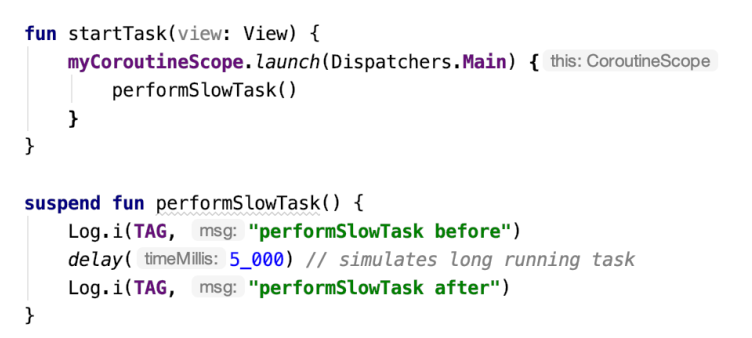 fun startTask(view: View) {
myCoroutineScope.launch(Dispatchers.Main) { this: CoroutineScope
performSlowTask()
}
}
suspend fun performSlowTask() {
Log.i(TAG, msg: "performSlowTask before")
delay( timeMillis: 5_000) // simulates long running task
Log.i(TAG, msg: "performSlowTask after")
}